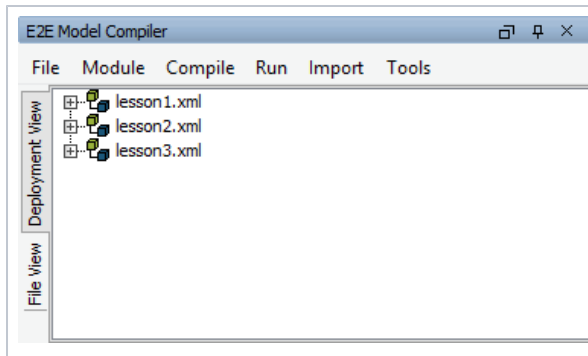 E2E Model Compiler
File Module Compile Run Import Tools
Deployment View
File View
lesson1.xml
lesson2.xml
lesson3.xml